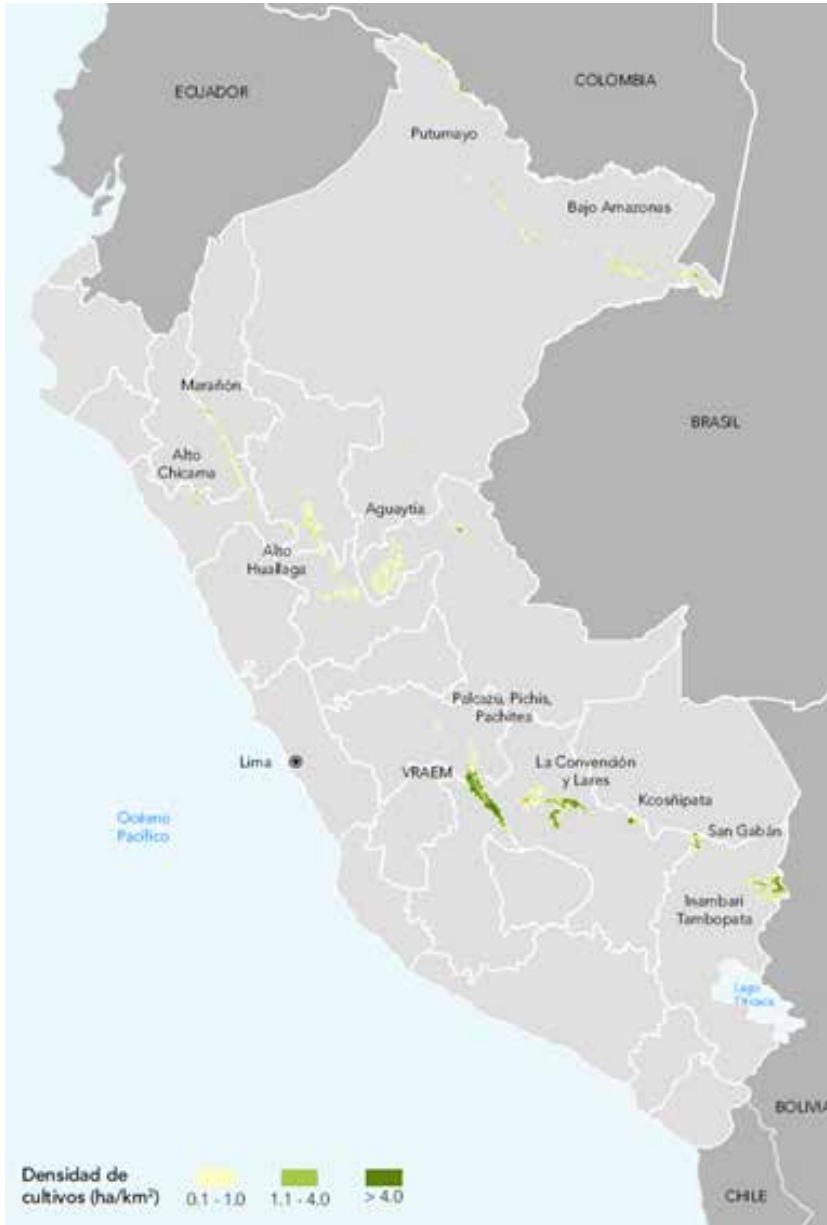 ECUADOR
COLOMBIA
Putumayo
Bajo Amazonas
Marañón
BRASIL
Alto
Chicama
Aguaytía
Alto
Huallaga
Palcazú, Pichis,
Pachitea
Lima
VRAEM
La Convención
y Lares
Kcosñipata
Océano
Pacífico
San Gabán
Inambari
Tambopata
Lago
Titicaca
BOLIVIA
Densidad de
cultivos (ha/km²)
0.1 - 1.0
1.1 - 4.0
> 4.0
CHILE